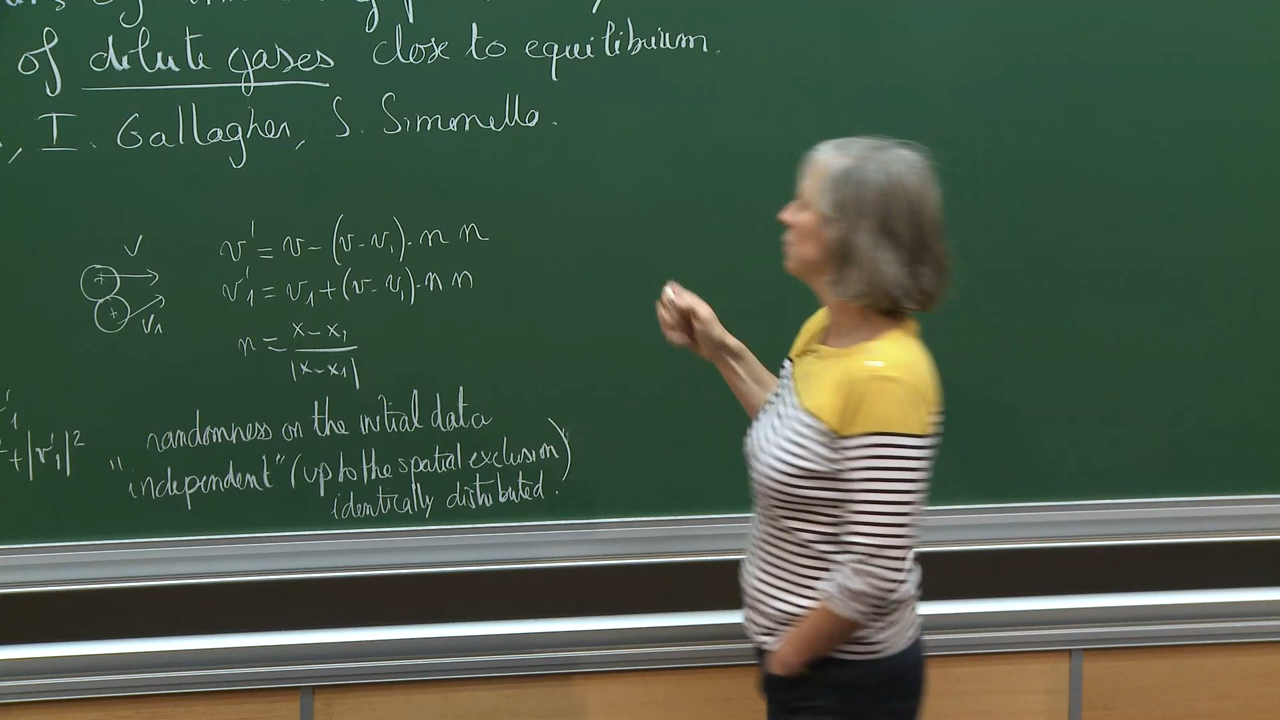 of dilute gases close to equilibrium.
, I. Gallagher, S. Simonella.
v
v' = v - (v - v₁)·n n
v'₁ = v₁ + (v - v₁)·n n
v₁
n = x - x₁ / |x - x₁|
+|v'₁|²
randomness on the initial data
"independent" (up to the spatial exclusion)
identically distributed.